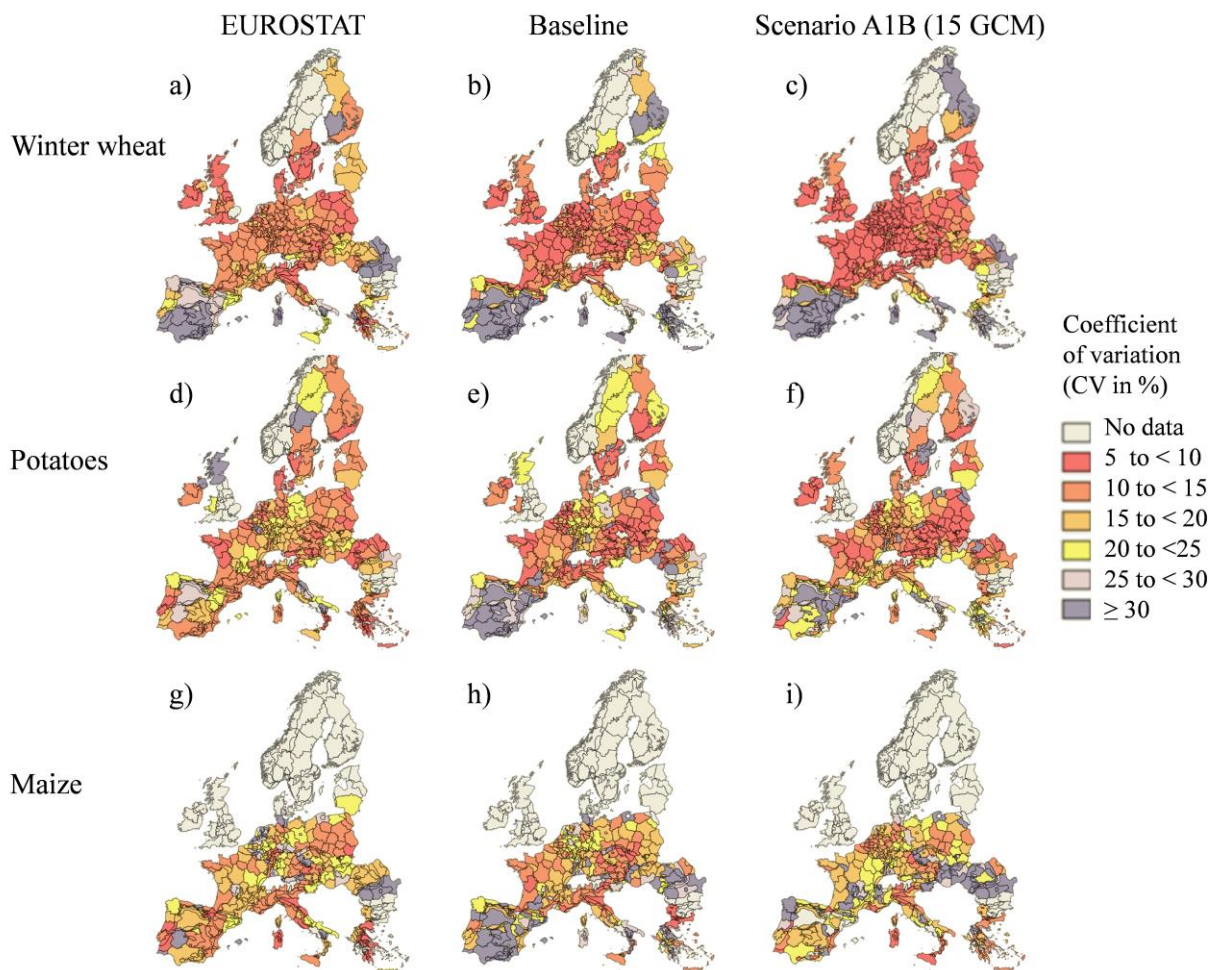 EUROSTAT
Baseline
Scenario A1B (15 GCM)
a)
b)
c)
Winter wheat
d)
e)
f)
Potatoes
g)
h)
i)
Maize
Coefficient
of variation
(CV in %)
No data
5 to < 10
10 to < 15
15 to < 20
20 to <25
25 to < 30
≥ 30